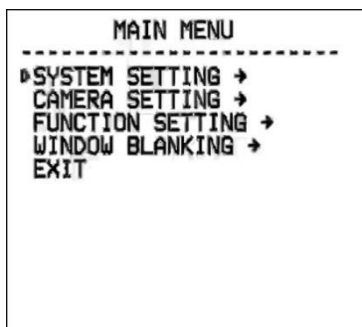 MAIN MENU
SYSTEM SETTING →
CAMERA SETTING →
FUNCTION SETTING →
WINDOW BLANKING →
EXIT